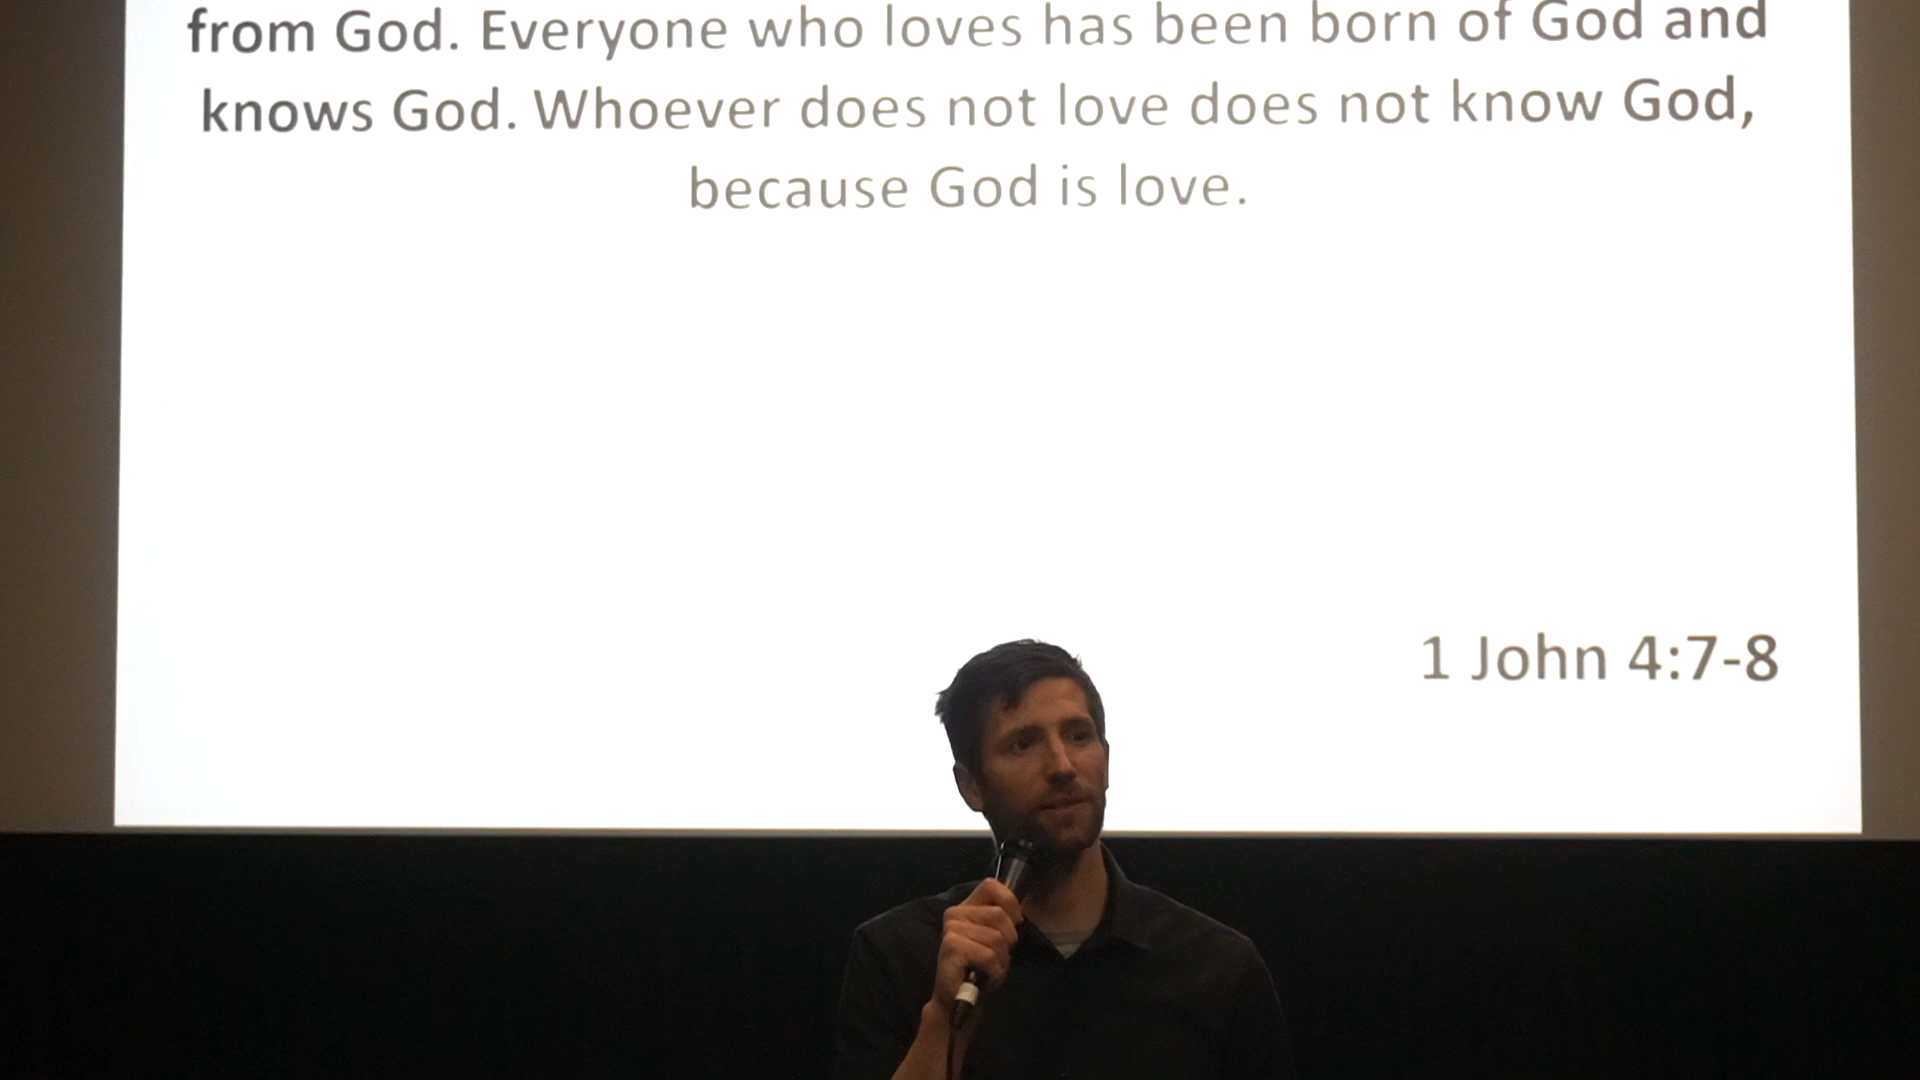 from God. Everyone who loves has been born of God and
knows God. Whoever does not love does not know God,
because God is love.
1 John 4:7-8